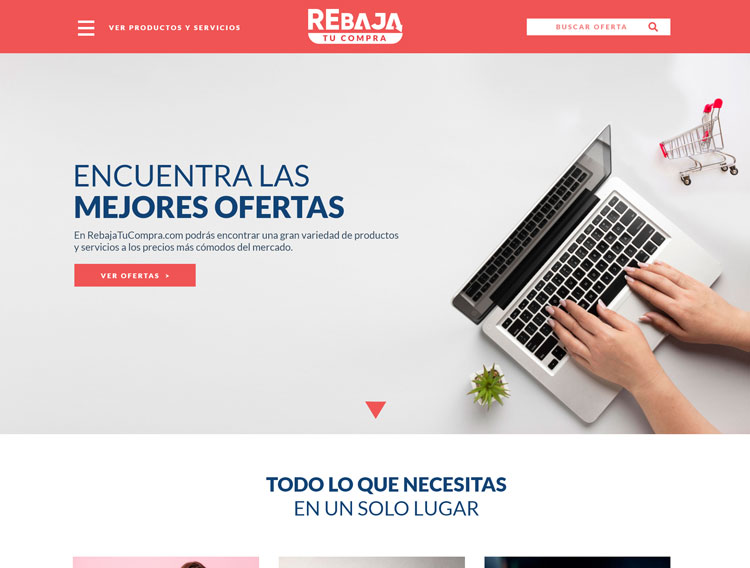 VER PRODUCTOS Y SERVICIOS
REBAJA
TU COMPRA
BUSCAR OFERTA
ENCUENTRA LAS
MEJORES OFERTAS
En RebajaTuCompra.com podrás encontrar una gran variedad de productos
y servicios a los precios más cómodos del mercado.
VER OFERTAS >
TODO LO QUE NECESITAS
EN UN SOLO LUGAR